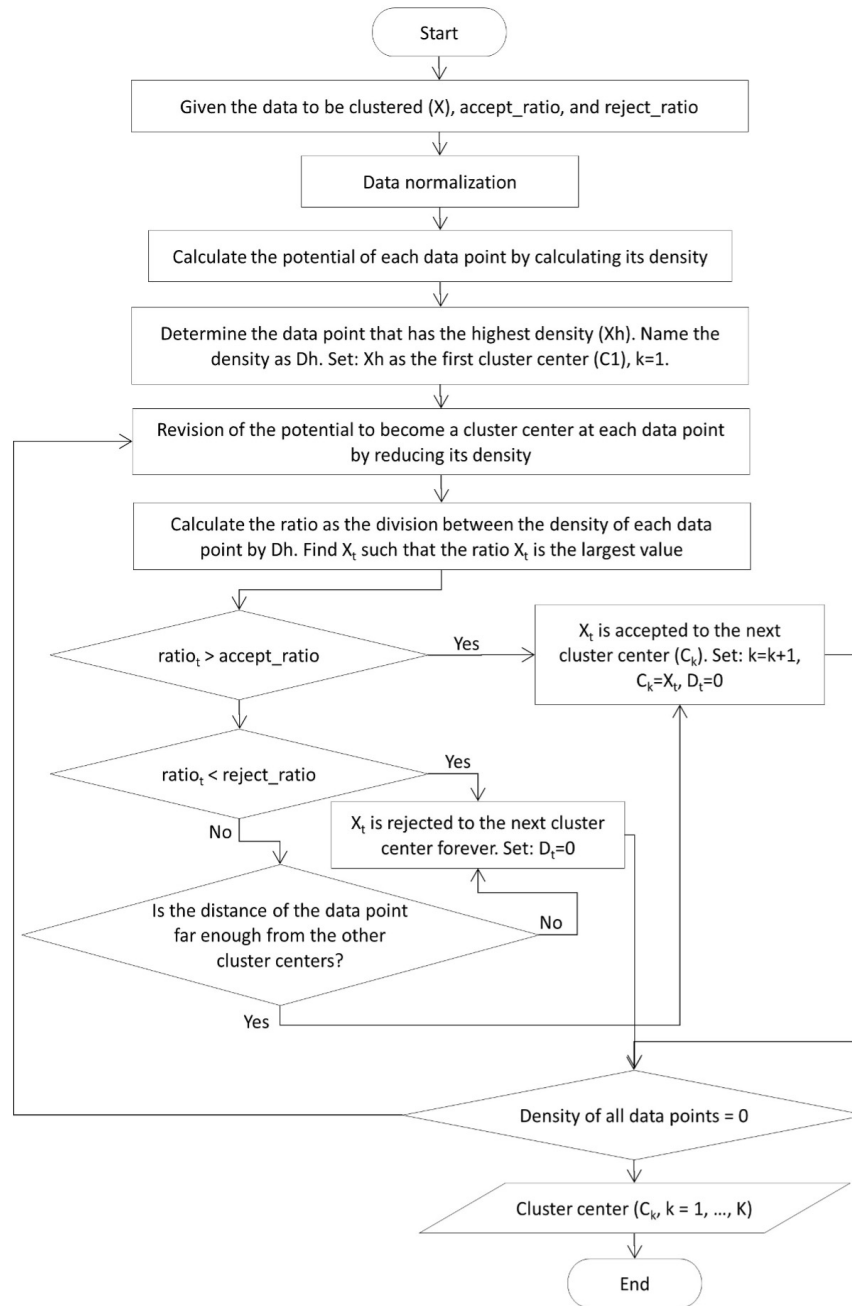 Start
Given the data to be clustered (X), accept_ratio, and reject_ratio
Data normalization
Calculate the potential of each data point by calculating its density
Determine the data point that has the highest density (Xh). Name the
density as Dh. Set: Xh as the first cluster center (C1), k=1.
Revision of the potential to become a cluster center at each data point
by reducing its density
Calculate the ratio as the division between the density of each data
point by Dh. Find Xₜ such that the ratio Xₜ is the largest value
ratioₜ > accept_ratio
Yes
Xₜ is accepted to the next
cluster center (Cₖ). Set: k=k+1,
Cₖ=Xₜ, Dₜ=0
ratioₜ < reject_ratio
Yes
No
Xₜ is rejected to the next cluster
center forever. Set: Dₜ=0
Is the distance of the data point
far enough from the other
cluster centers?
No
Yes
Density of all data points = 0
Cluster center (Cₖ, k = 1, …, K)
End